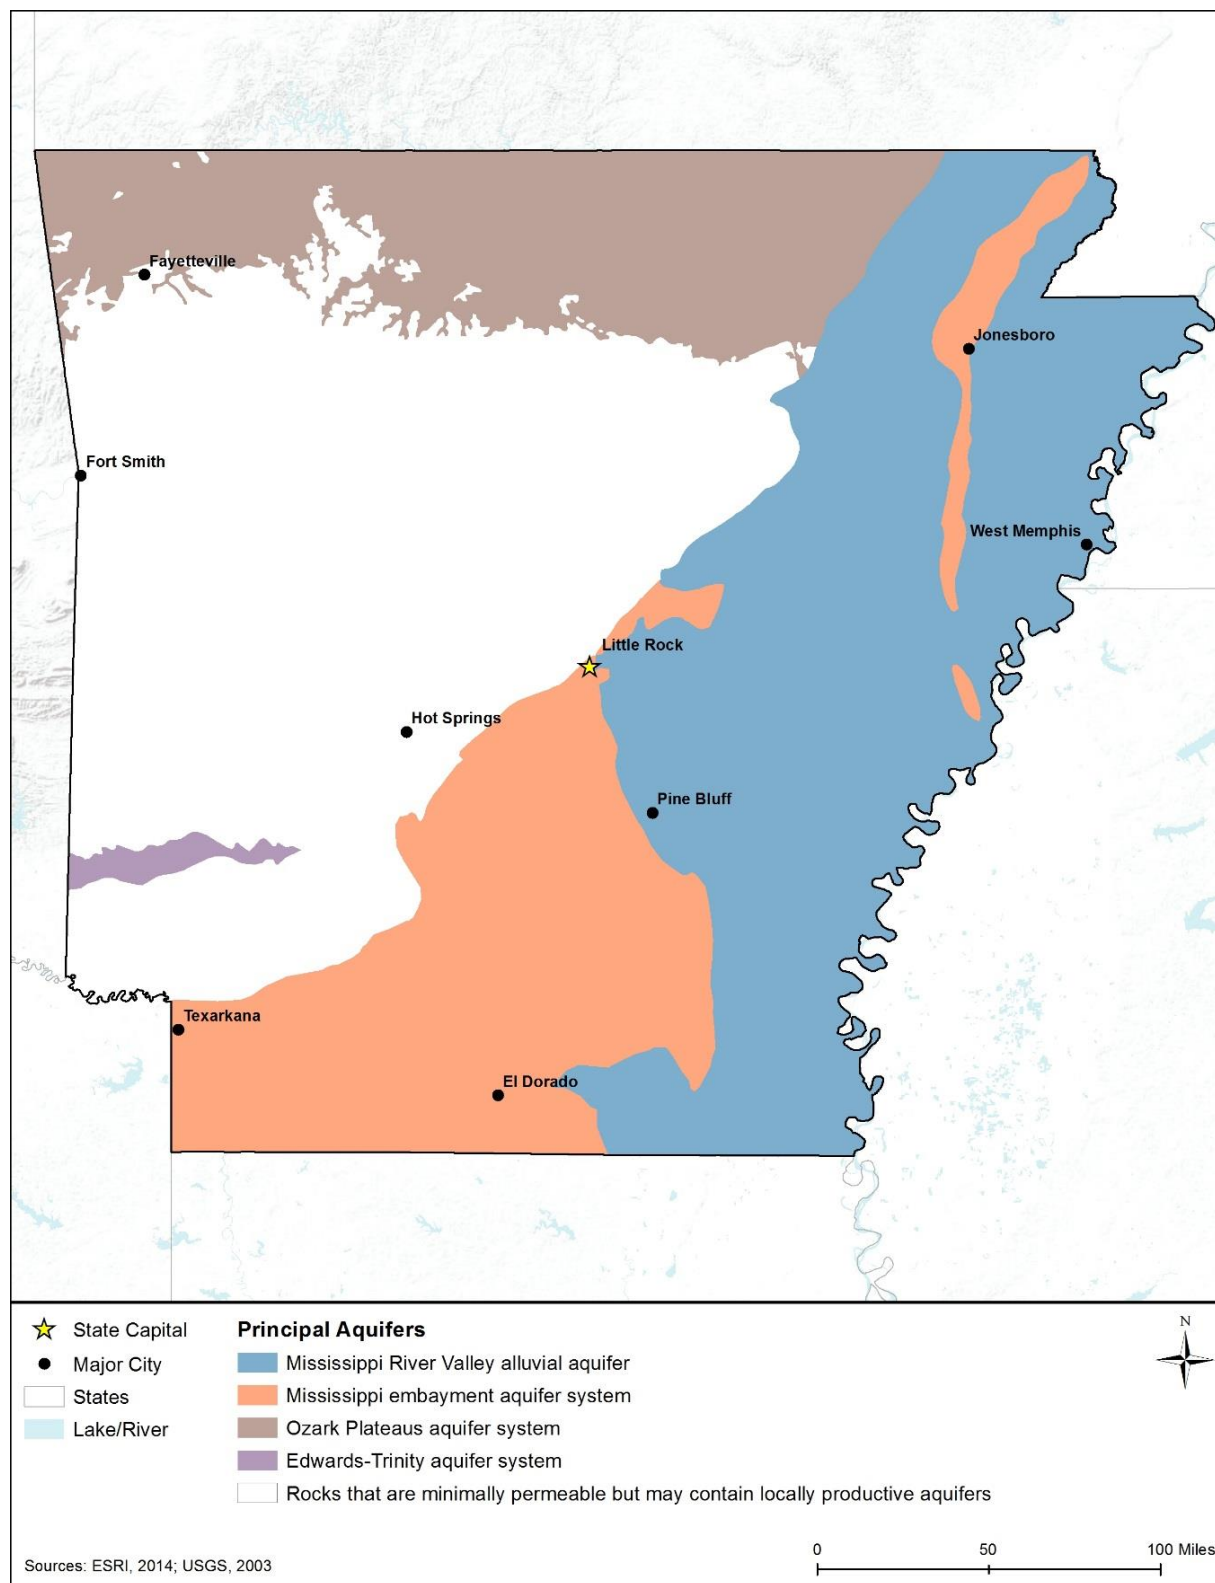 Fayetteville
Jonesboro
Fort Smith
West Memphis
Little Rock
Hot Springs
Pine Bluff
Texarkana
El Dorado
State Capital
Major City
States
Lake/River
Principal Aquifers
Mississippi River Valley alluvial aquifer
Mississippi embayment aquifer system
Ozark Plateaus aquifer system
Edwards-Trinity aquifer system
Rocks that are minimally permeable but may contain locally productive aquifers
N
Sources: ESRI, 2014; USGS, 2003
0 50 100 Miles